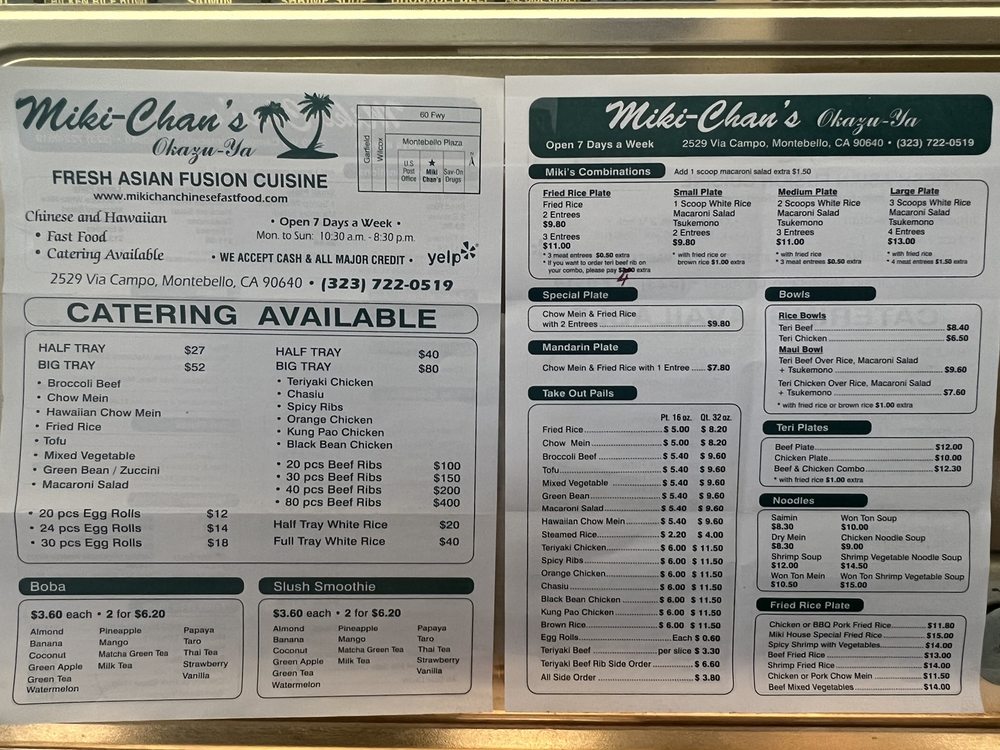 CHICKEN RICE BOWL
SAIMIN
Miki-Chan's
Okazu-Ya
FRESH ASIAN FUSION CUISINE
www.mikichanchinesefastfood.com
60 Fwy
Garfield
Wilcox
Montebello Plaza
U.S. Post Office
★ Miki Chan's
Sav-On Drugs
N
Chinese and Hawaiian
• Fast Food
• Catering Available
• Open 7 Days a Week •
Mon. to Sun: 10:30 a.m. - 8:30 p.m.
• WE ACCEPT CASH & ALL MAJOR CREDIT •
yelp
2529 Via Campo, Montebello, CA 90640 • (323) 722-0519
CATERING AVAILABLE
HALF TRAY $27
BIG TRAY $52
• Broccoli Beef
• Chow Mein
• Hawaiian Chow Mein
• Fried Rice
• Tofu
• Mixed Vegetable
• Green Bean / Zuccini
• Macaroni Salad
• 20 pcs Egg Rolls $12
• 24 pcs Egg Rolls $14
• 30 pcs Egg Rolls $18
HALF TRAY $40
BIG TRAY $80
• Teriyaki Chicken
• Chasiu
• Spicy Ribs
• Orange Chicken
• Kung Pao Chicken
• Black Bean Chicken
• 20 pcs Beef Ribs $100
• 30 pcs Beef Ribs $150
• 40 pcs Beef Ribs $200
• 80 pcs Beef Ribs $400
Half Tray White Rice $20
Full Tray White Rice $40
Boba
$3.60 each • 2 for $6.20
Almond
Banana
Coconut
Green Apple
Green Tea
Watermelon
Pineapple
Mango
Matcha Green Tea
Milk Tea
Papaya
Taro
Thai Tea
Strawberry
Vanilla
Slush Smoothie
$3.60 each • 2 for $6.20
Almond
Banana
Coconut
Green Apple
Green Tea
Watermelon
Pineapple
Mango
Matcha Green Tea
Milk Tea
Papaya
Taro
Thai Tea
Strawberry
Vanilla
Miki-Chan's Okazu-Ya
Open 7 Days a Week 2529 Via Campo, Montebello, CA 90640 • (323) 722-0519
Miki's Combinations Add 1 scoop macaroni salad extra $1.50
Fried Rice Plate
Fried Rice
2 Entrees
$9.80
3 Entrees
$11.00
* 3 meat entrees $0.50 extra
* If you want to order teri beef rib on
your combo, please pay 4 extra
Small Plate
1 Scoops White Rice
Macaroni Salad
Tsukemono
2 Entrees
$9.80
* with fried rice or
brown rice $1.00 extra
Medium Plate
2 Scoops White Rice
Macaroni Salad
Tsukemono
3 Entrees
$11.00
* with fried rice
* 3 meat entrees $0.50 extra
Large Plate
3 Scoops White Rice
Macaroni Salad
Tsukemono
4 Entrees
$13.00
* with fried rice
* 4 meat entrees $1.50 extra
Special Plate
Chow Mein & Fried Rice
with 2 Entrees $9.80
Mandarin Plate
Chow Mein & Fried Rice with 1 Entree ..... $7.80
Take Out Pails
Pt. 16 oz. Qt. 32 oz.
Fried Rice $ 5.00 $ 8.20
Chow Mein $ 5.00 $ 8.20
Broccoli Beef $ 5.40 $ 9.60
Tofu $ 5.40 $ 9.60
Mixed Vegetable $ 5.40 $ 9.60
Green Bean $ 5.40 $ 9.60
Macaroni Salad $ 5.40 $ 9.60
Hawaiian Chow Mein $ 5.40 $ 9.60
Steamed Rice $ 2.20 $ 4.00
Teriyaki Chicken $ 6.00 $ 11.50
Spicy Ribs $ 6.00 $ 11.50
Orange Chicken $ 6.00 $ 11.50
Chasiu $ 6.00 $ 11.50
Black Bean Chicken $ 6.00 $ 11.50
Kung Pao Chicken $ 6.00 $ 11.50
Brown Rice $ 6.00 $ 11.50
Egg Rolls Each $ 0.60
Teriyaki Beef per slice $ 3.30
Teriyaki Beef Rib Side Order $ 6.60
All Side Order $ 3.80
Bowls
Rice Bowls
Teri Beef $8.40
Teri Chicken $6.50
Maui Bowl
Teri Beef Over Rice, Macaroni Salad
+ Tsukemono $9.60
Teri Chicken Over Rice, Macaroni Salad
+ Tsukemono $7.60
* with fried rice or brown rice $1.00 extra
Teri Plates
Beef Plate $12.00
Chicken Plate $10.00
Beef & Chicken Combo $12.30
* with fried rice $1.00 extra
Noodles
Saimin
$8.30
Dry Mein
$8.30
Shrimp Soup
$12.00
Won Ton Mein
$10.50
Won Ton Soup
$10.00
Chicken Noodle Soup
$9.00
Shrimp Vegetable Noodle Soup
$14.50
Won Ton Shrimp Vegetable Soup
$15.00
Fried Rice Plate
Chicken or BBQ Pork Fried Rice $11.80
Miki House Special Fried Rice $15.00
Spicy Shrimp with Vegetables $14.00
Beef Fried Rice $13.00
Shrimp Fried Rice $14.00
Chicken or Pork Chow Mein $11.50
Beef Mixed Vegetables $14.00